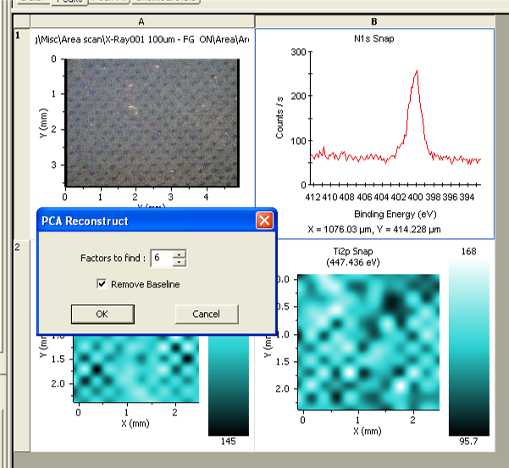 Peaks
A
B
1
)\Misc\Area scan\X-Ray001 100um - FG ON\Area\Ar
0
1
2
3
Y (mm)
0 1 2 3 4
N1s Snap
300
200
100
0
Counts / s
412 410 408 406 404 402 400 398 396 394
Binding Energy (eV)
X = 1076.03 µm, Y = 414.228 µm
PCA Reconstruct
Factors to find : 6
Remove Baseline
OK
Cancel
2
1.0
1.5
2.0
Y (m
0 1 2
X (mm)
145
Ti2p Snap
(447.436 eV)
168
0.0
0.5
1.0
1.5
2.0
Y (mm)
0 1 2
X (mm)
95.7